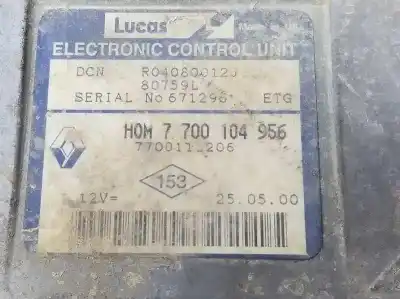 Lucas
ELECTRONIC CONTROL UNIT
DCN R04080012J
80759L
SERIAL No 671296 ETG
HOM 7 700 104 956
153
12V= 25.05.00